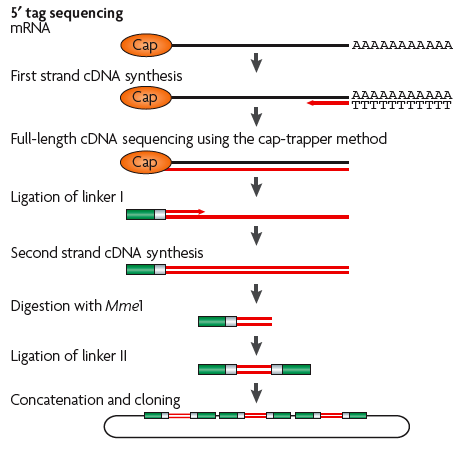 5′ tag sequencing
mRNA
Cap AAAAAAAAAAA
First strand cDNA synthesis
Cap AAAAAAAAAAA
TTTTTTTTTTT
Full-length cDNA sequencing using the cap-trapper method
Cap
Ligation of linker I
Second strand cDNA synthesis
Digestion with Mme1
Ligation of linker II
Concatenation and cloning